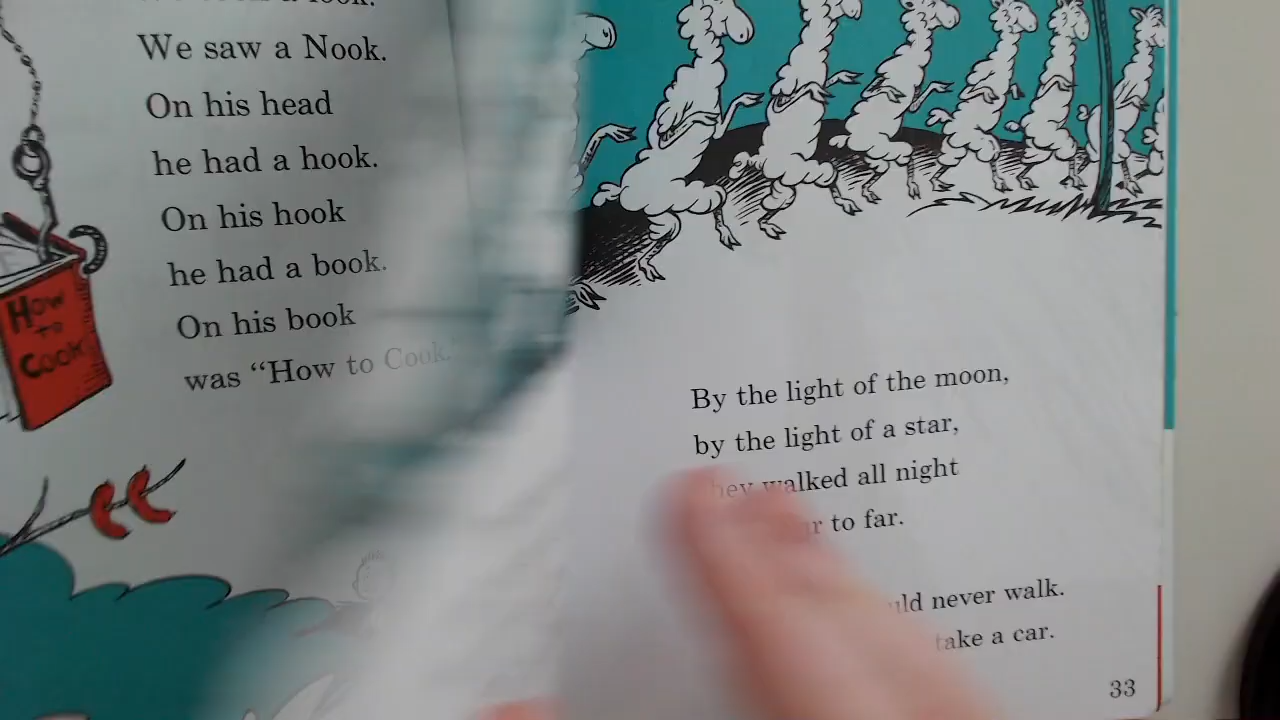 We saw a Nook.
On his head
he had a hook.
On his hook
he had a book.
On his book
was “How to Cook.
How
to
Cook
By the light of the moon,
by the light of a star,
walked all night
to far.
never walk.
take a car.
33